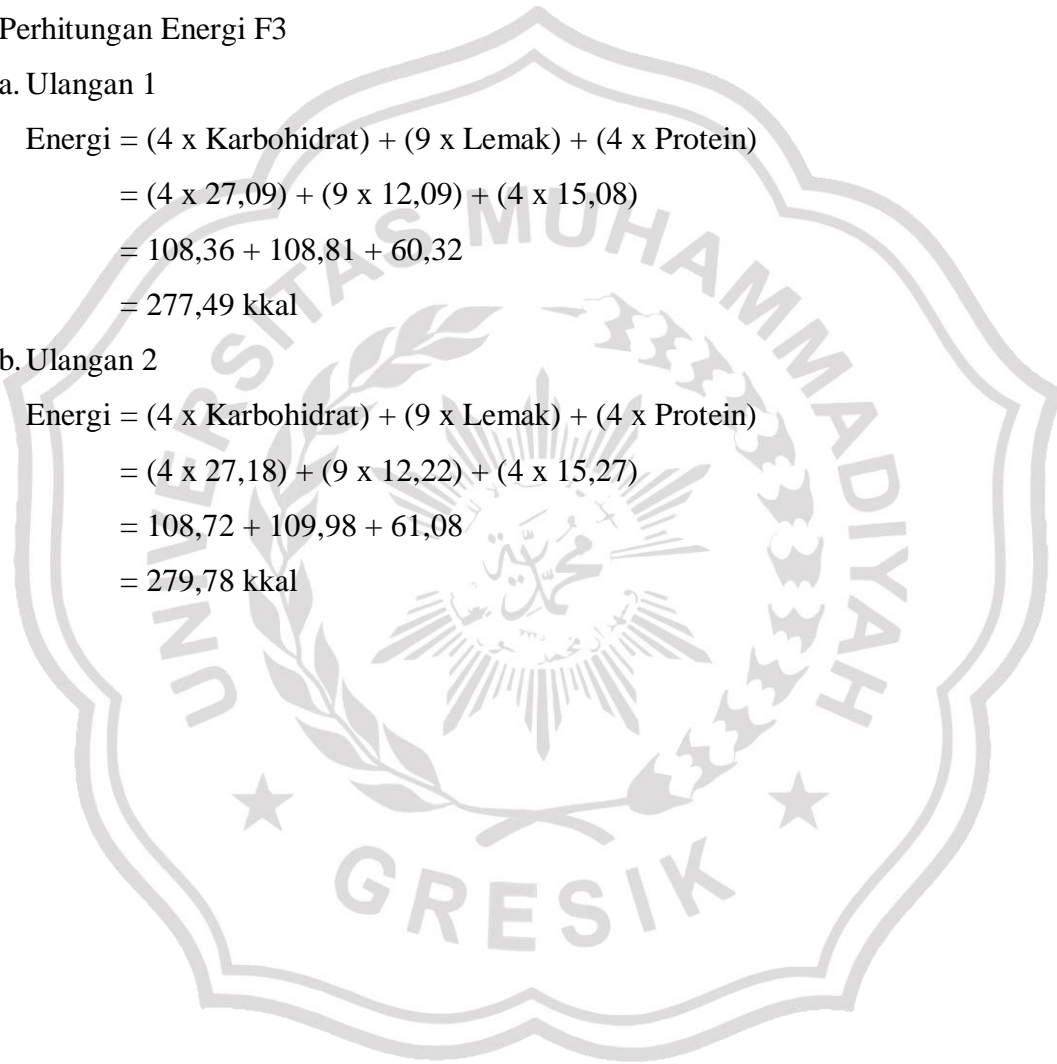 Perhitungan Energi F3
a. Ulangan 1
Energi = (4 x Karbohidrat) + (9 x Lemak) + (4 x Protein)
= (4 x 27,09) + (9 x 12,09) + (4 x 15,08)
= 108,36 + 108,81 + 60,32
= 277,49 kkal
b. Ulangan 2
Energi = (4 x Karbohidrat) + (9 x Lemak) + (4 x Protein)
= (4 x 27,18) + (9 x 12,22) + (4 x 15,27)
= 108,72 + 109,98 + 61,08
= 279,78 kkal
UNIVERSITAS MUHAMMADIYAH
GRESIK